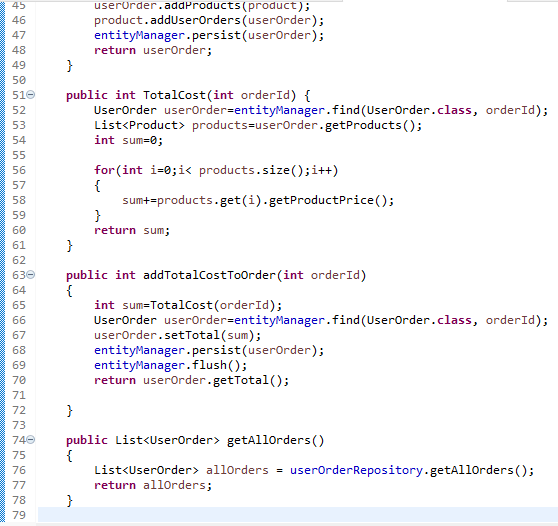 45 userOrder.addProducts(product);
46 product.addUserOrders(userOrder);
47 entityManager.persist(userOrder);
48 return userOrder;
49 }
50
51 public int TotalCost(int orderId) {
52 UserOrder userOrder=entityManager.find(UserOrder.class, orderId);
53 List<Product> products=userOrder.getProducts();
54 int sum=0;
55
56 for(int i=0;i< products.size();i++)
57 {
58 sum+=products.get(i).getProductPrice();
59 }
60 return sum;
61 }
62
63 public int addTotalCostToOrder(int orderId)
64 {
65 int sum=TotalCost(orderId);
66 UserOrder userOrder=entityManager.find(UserOrder.class, orderId);
67 userOrder.setTotal(sum);
68 entityManager.persist(userOrder);
69 entityManager.flush();
70 return userOrder.getTotal();
71
72 }
73
74 public List<UserOrder> getAllOrders()
75 {
76 List<UserOrder> allOrders = userOrderRepository.getAllOrders();
77 return allOrders;
78 }
79